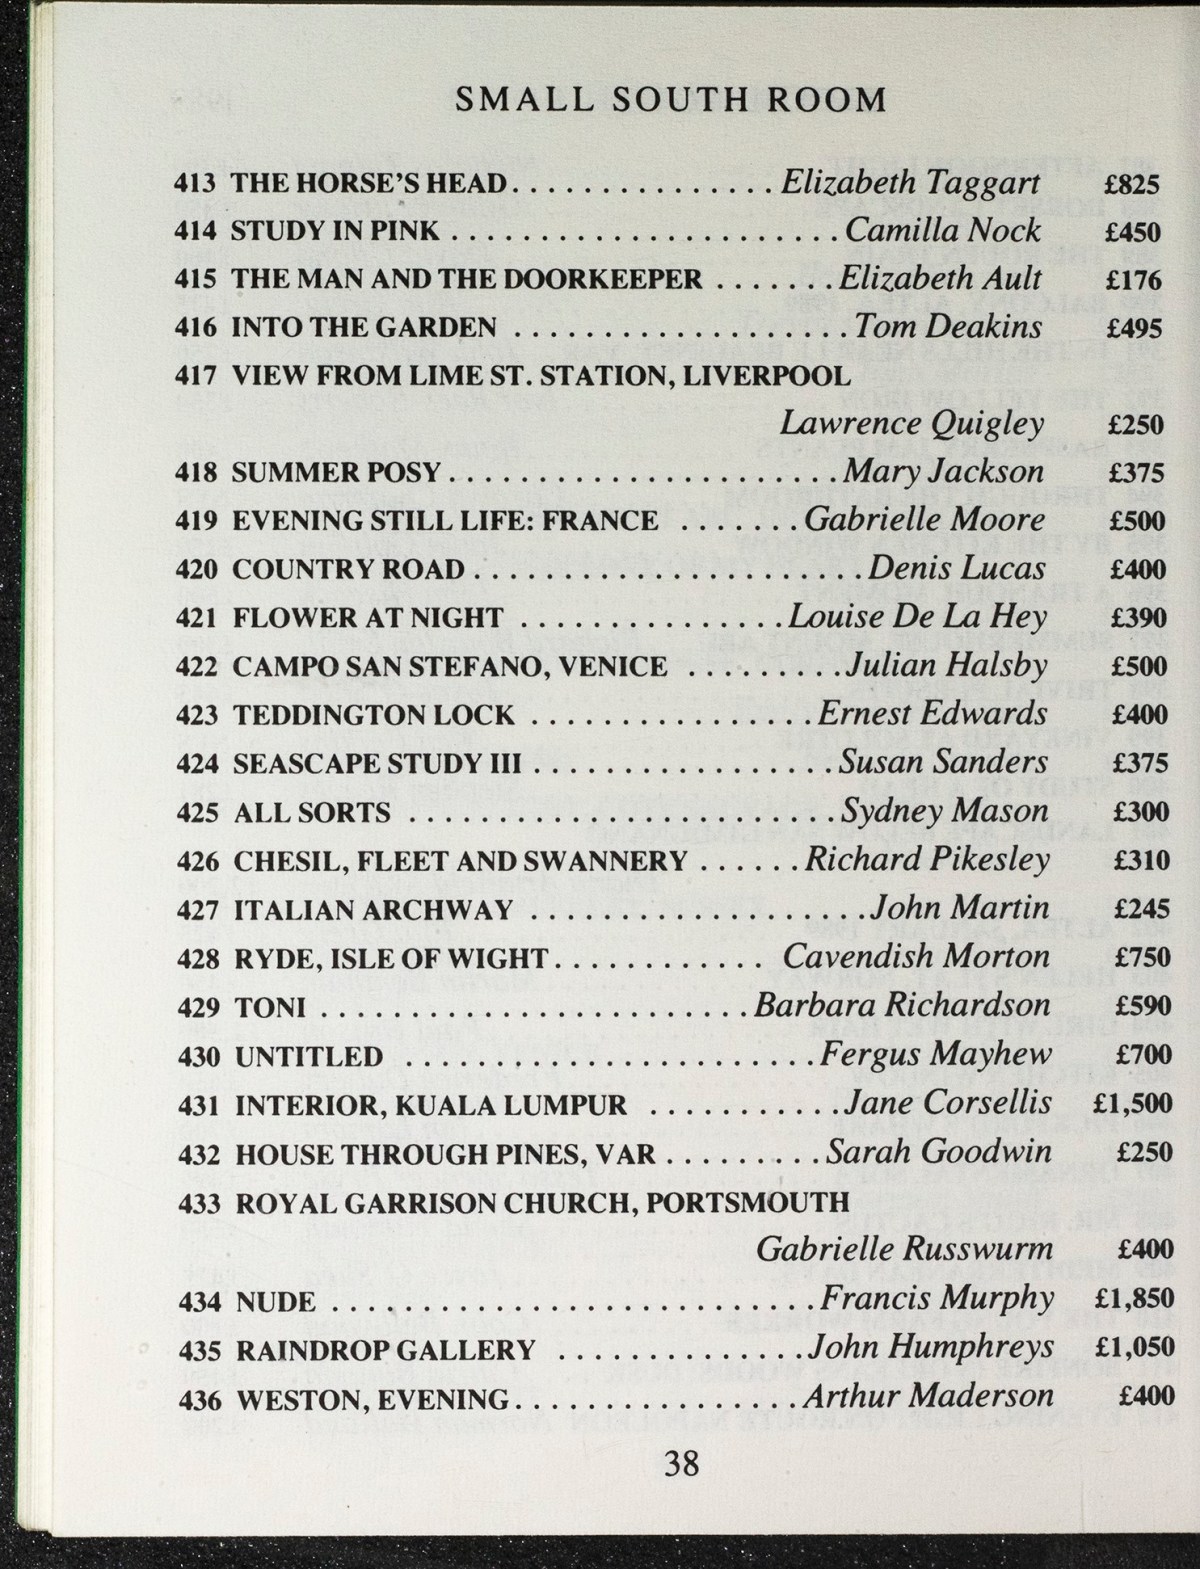 SMALL SOUTH ROOM
413 THE HORSE'S HEAD............... Elizabeth Taggart £825
414 STUDY IN PINK ....................... Camilla Nock £450
415 THE MAN AND THE DOORKEEPER ....... Elizabeth Ault £176
416 INTO THE GARDEN .................... Tom Deakins £495
417 VIEW FROM LIME ST. STATION, LIVERPOOL
Lawrence Quigley £250
418 SUMMER POSY....................... Mary Jackson £375
419 EVENING STILL LIFE: FRANCE ....... Gabrielle Moore £500
420 COUNTRY ROAD....................... Denis Lucas £400
421 FLOWER AT NIGHT ................ Louise De La Hey £390
422 CAMPO SAN STEFANO, VENICE ......... Julian Halsby £500
423 TEDDINGTON LOCK ................. Ernest Edwards £400
424 SEASCAPE STUDY III .................. Susan Sanders £375
425 ALL SORTS ......................... Sydney Mason £300
426 CHESIL, FLEET AND SWANNERY ...... Richard Pikesley £310
427 ITALIAN ARCHWAY .................... John Martin £245
428 RYDE, ISLE OF WIGHT............. Cavendish Morton £750
429 TONI ......................... Barbara Richardson £590
430 UNTITLED ........................ Fergus Mayhew £700
431 INTERIOR, KUALA LUMPUR ........... Jane Corsellis £1,500
432 HOUSE THROUGH PINES, VAR ......... Sarah Goodwin £250
433 ROYAL GARRISON CHURCH, PORTSMOUTH
Gabrielle Russwurm £400
434 NUDE ............................. Francis Murphy £1,850
435 RAINDROP GALLERY ............... John Humphreys £1,050
436 WESTON, EVENING................. Arthur Maderson £400
38